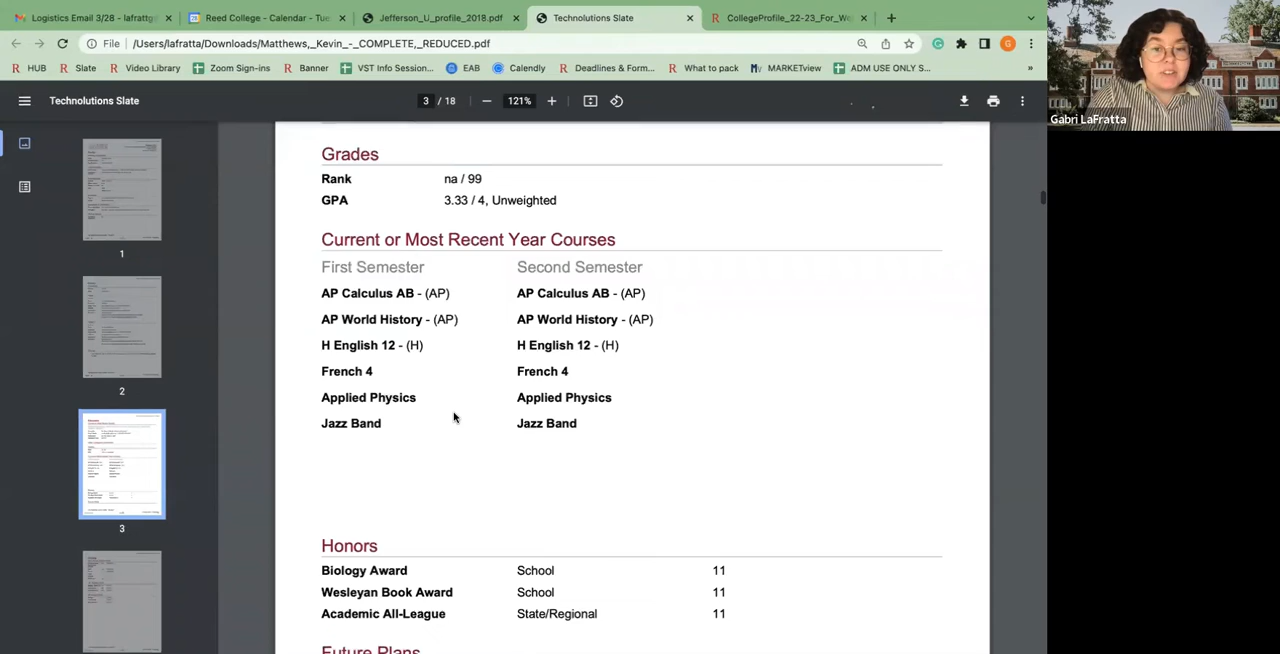 Logistics Email 3/28 - lafrattg
Reed College - Calendar - Tue
Jefferson_Li_profile_2018.pdf
Technolutions Slate
CollegeProfile_22-23_For_Wo
File /Users/lafratta/Downloads/Matthews,_Kevin_-_COMPLETE,_REDUCED.pdf
HUB
Slate
Video Library
Zoom Sign-ins
Banner
VST Info Session...
SAB
Calendly
Deadlines & Form...
What to pack
MARKETview
ADM USE ONLY S...
Technolutions Slate
3 / 18
121%
Gabri LaFratta
1
2
3
Grades
Rank na / 99
GPA 3.33 / 4, Unweighted
Current or Most Recent Year Courses
First Semester Second Semester
AP Calculus AB - (AP) AP Calculus AB - (AP)
AP World History - (AP) AP World History - (AP)
H English 12 - (H) H English 12 - (H)
French 4 French 4
Applied Physics Applied Physics
Jazz Band Jazz Band
Honors
Biology Award School 11
Wesleyan Book Award School 11
Academic All-League State/Regional 11
Future Plans